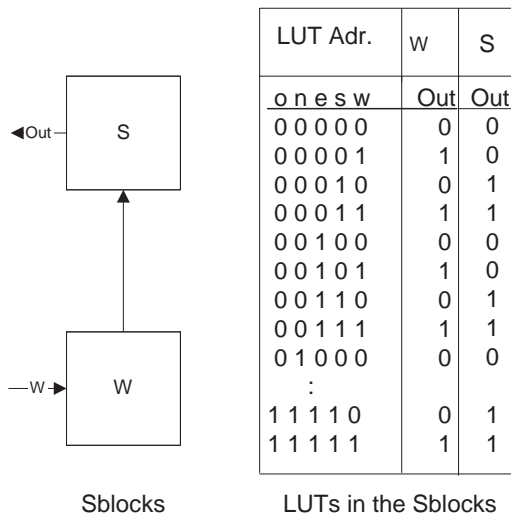 S
Out
W
W
Sblocks
LUT Adr. W S
o n e s w Out Out
0 0 0 0 0 0 0
0 0 0 0 1 1 0
0 0 0 1 0 0 1
0 0 0 1 1 1 1
0 0 1 0 0 0 0
0 0 1 0 1 1 0
0 0 1 1 0 0 1
0 0 1 1 1 1 1
0 1 0 0 0 0 0
:
1 1 1 1 0 0 1
1 1 1 1 1 1 1
LUTs in the Sblocks